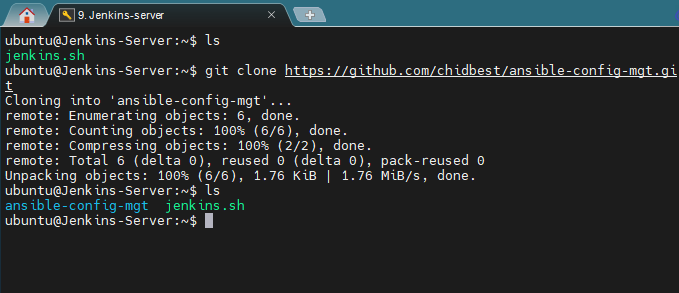 9. Jenkins-server
ubuntu@Jenkins-Server:~$ ls
jenkins.sh
ubuntu@Jenkins-Server:~$ git clone https://github.com/chidbest/ansible-config-mgt.gi
t
Cloning into 'ansible-config-mgt'...
remote: Enumerating objects: 6, done.
remote: Counting objects: 100% (6/6), done.
remote: Compressing objects: 100% (2/2), done.
remote: Total 6 (delta 0), reused 0 (delta 0), pack-reused 0
Unpacking objects: 100% (6/6), 1.76 KiB | 1.76 MiB/s, done.
ubuntu@Jenkins-Server:~$ ls
ansible-config-mgt  jenkins.sh
ubuntu@Jenkins-Server:~$